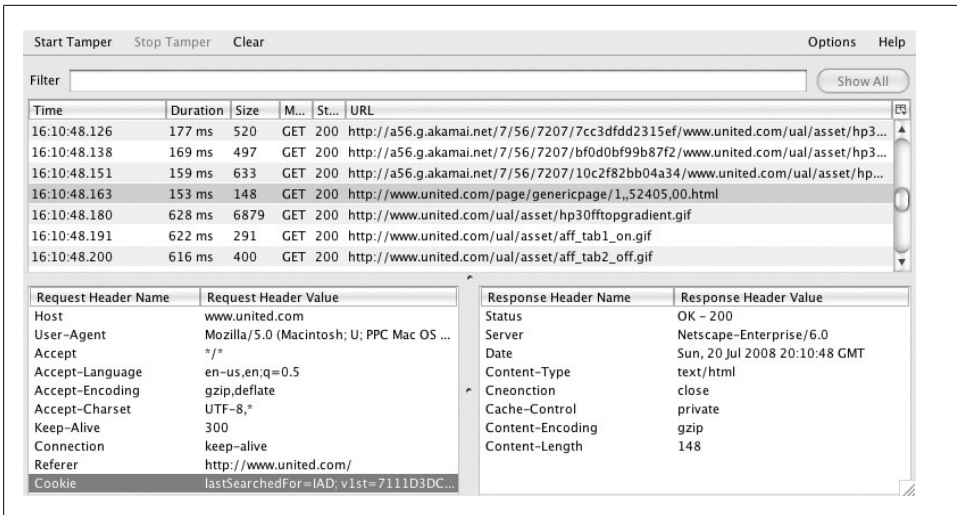 Start Tamper Stop Tamper Clear Options Help
Filter Show All
Time Duration Size M... St... URL
16:10:48.126 177 ms 520 GET 200 http://a56.g.akamai.net/7/56/7207/7cc3dfdd2315ef/www.united.com/ual/asset/hp3...
16:10:48.138 169 ms 497 GET 200 http://a56.g.akamai.net/7/56/7207/bf0d0bf99b87f2/www.united.com/ual/asset/hp3...
16:10:48.151 159 ms 633 GET 200 http://a56.g.akamai.net/7/56/7207/10c2f82bb04a34/www.united.com/ual/asset/hp...
16:10:48.163 153 ms 148 GET 200 http://www.united.com/page/genericpage/1,,52405,00.html
16:10:48.180 628 ms 6879 GET 200 http://www.united.com/ual/asset/hp30fftopgradient.gif
16:10:48.191 622 ms 291 GET 200 http://www.united.com/ual/asset/aff_tab1_on.gif
16:10:48.200 616 ms 400 GET 200 http://www.united.com/ual/asset/aff_tab2_off.gif
Request Header Name Request Header Value
Host www.united.com
User-Agent Mozilla/5.0 (Macintosh; U; PPC Mac OS ...
Accept */*
Accept-Language en-us,en;q=0.5
Accept-Encoding gzip,deflate
Accept-Charset UTF-8,*
Keep-Alive 300
Connection keep-alive
Referer http://www.united.com/
Cookie lastSearchedFor=IAD; v1st=7111D3DC...
Response Header Name Response Header Value
Status OK - 200
Server Netscape-Enterprise/6.0
Date Sun, 20 Jul 2008 20:10:48 GMT
Content-Type text/html
Cneonction close
Cache-Control private
Content-Encoding gzip
Content-Length 148